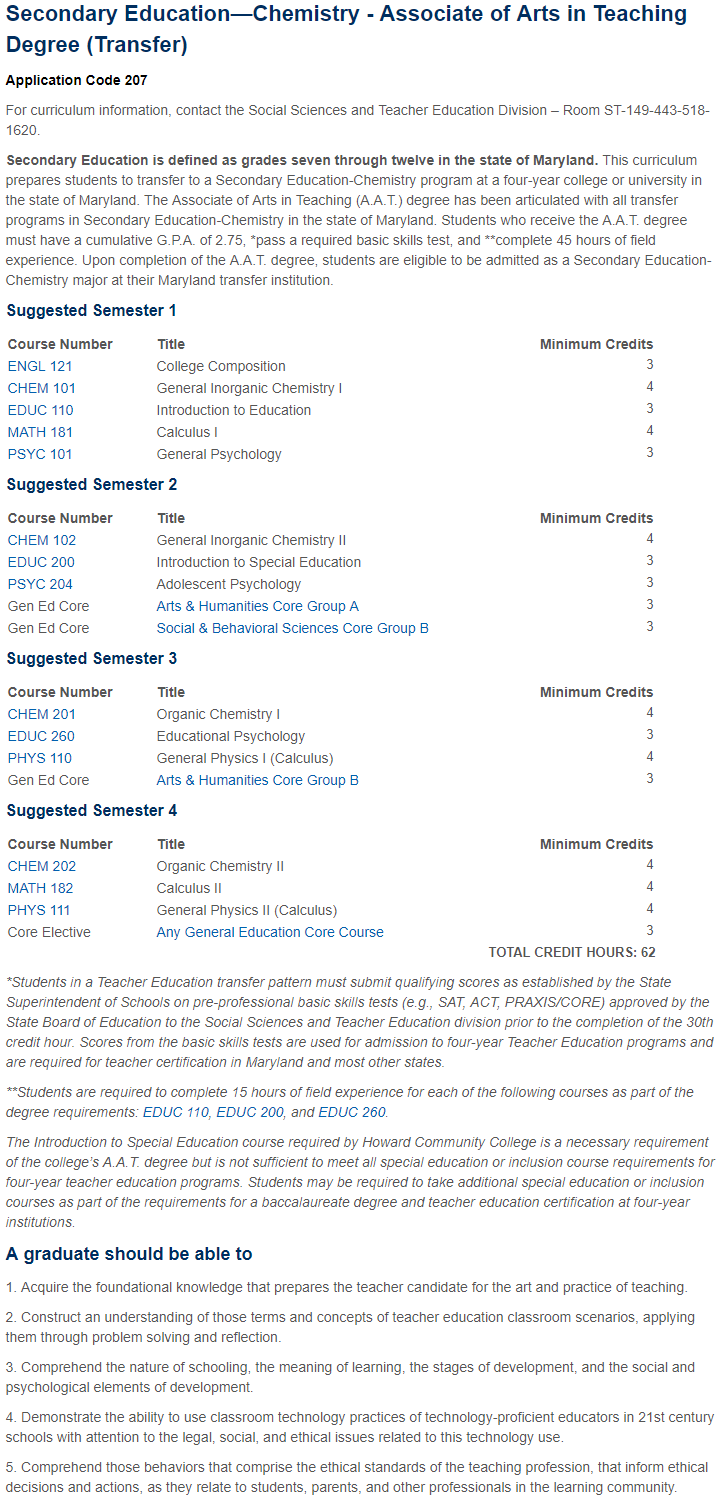 Secondary Education—Chemistry - Associate of Arts in Teaching
Degree (Transfer)
Application Code 207
For curriculum information, contact the Social Sciences and Teacher Education Division – Room ST-149-443-518-
1620.
Secondary Education is defined as grades seven through twelve in the state of Maryland. This curriculum
prepares students to transfer to a Secondary Education-Chemistry program at a four-year college or university in
the state of Maryland. The Associate of Arts in Teaching (A.A.T.) degree has been articulated with all transfer
programs in Secondary Education-Chemistry in the state of Maryland. Students who receive the A.A.T. degree
must have a cumulative G.P.A. of 2.75, *pass a required basic skills test, and **complete 45 hours of field
experience. Upon completion of the A.A.T. degree, students are eligible to be admitted as a Secondary Education-
Chemistry major at their Maryland transfer institution.
Suggested Semester 1
Course Number Title Minimum Credits
ENGL 121 College Composition 3
CHEM 101 General Inorganic Chemistry I 4
EDUC 110 Introduction to Education 3
MATH 181 Calculus I 4
PSYC 101 General Psychology 3
Suggested Semester 2
Course Number Title Minimum Credits
CHEM 102 General Inorganic Chemistry II 4
EDUC 200 Introduction to Special Education 3
PSYC 204 Adolescent Psychology 3
Gen Ed Core Arts & Humanities Core Group A 3
Gen Ed Core Social & Behavioral Sciences Core Group B 3
Suggested Semester 3
Course Number Title Minimum Credits
CHEM 201 Organic Chemistry I 4
EDUC 260 Educational Psychology 3
PHYS 110 General Physics I (Calculus) 4
Gen Ed Core Arts & Humanities Core Group B 3
Suggested Semester 4
Course Number Title Minimum Credits
CHEM 202 Organic Chemistry II 4
MATH 182 Calculus II 4
PHYS 111 General Physics II (Calculus) 4
Core Elective Any General Education Core Course 3
TOTAL CREDIT HOURS: 62
*Students in a Teacher Education transfer pattern must submit qualifying scores as established by the State
Superintendent of Schools on pre-professional basic skills tests (e.g., SAT, ACT, PRAXIS/CORE) approved by the
State Board of Education to the Social Sciences and Teacher Education division prior to the completion of the 30th
credit hour. Scores from the basic skills tests are used for admission to four-year Teacher Education programs and
are required for teacher certification in Maryland and most other states.
**Students are required to complete 15 hours of field experience for each of the following courses as part of the
degree requirements: EDUC 110, EDUC 200, and EDUC 260.
The Introduction to Special Education course required by Howard Community College is a necessary requirement
of the college's A.A.T. degree but is not sufficient to meet all special education or inclusion course requirements for
four-year teacher education programs. Students may be required to take additional special education or inclusion
courses as part of the requirements for a baccalaureate degree and teacher education certification at four-year
institutions.
A graduate should be able to
1. Acquire the foundational knowledge that prepares the teacher candidate for the art and practice of teaching.
2. Construct an understanding of those terms and concepts of teacher education classroom scenarios, applying
them through problem solving and reflection.
3. Comprehend the nature of schooling, the meaning of learning, the stages of development, and the social and
psychological elements of development.
4. Demonstrate the ability to use classroom technology practices of technology-proficient educators in 21st century
schools with attention to the legal, social, and ethical issues related to this technology use.
5. Comprehend those behaviors that comprise the ethical standards of the teaching profession, that inform ethical
decisions and actions, as they relate to students, parents, and other professionals in the learning community.